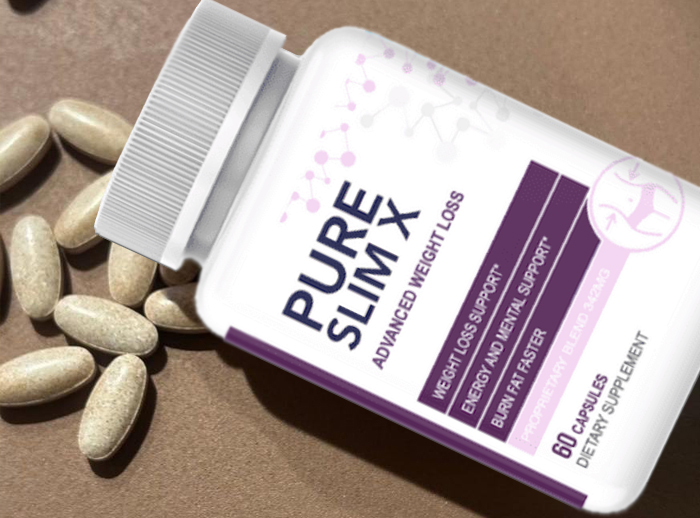 PURE
SLIM X
ADVANCED WEIGHT LOSS
WEIGHT LOSS SUPPORT*
ENERGY AND MENTAL SUPPORT*
BURN FAT FASTER
PROPRIETARY BLEND 342MG
60 CAPSULES
DIETARY SUPPLEMENT